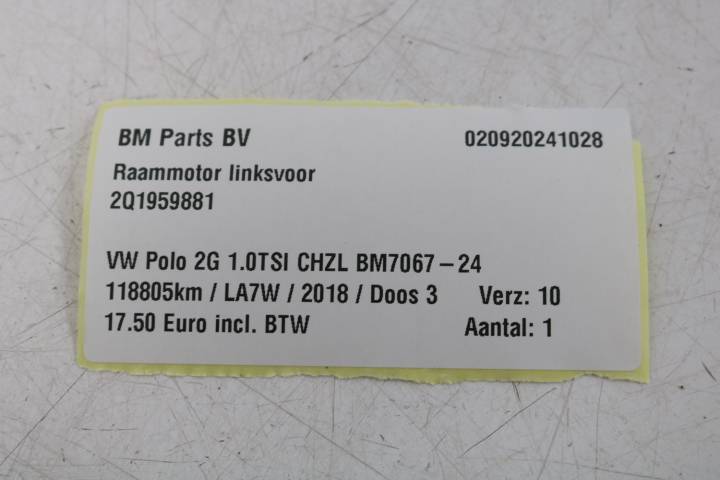 BM Parts BV 020920241028
Raammotor linksvoor
2Q1959881
VW Polo 2G 1.0TSI CHZL BM7067-24
118805km / LA7W / 2018 / Doos 3 Verz: 10
17.50 Euro incl. BTW Aantal: 1